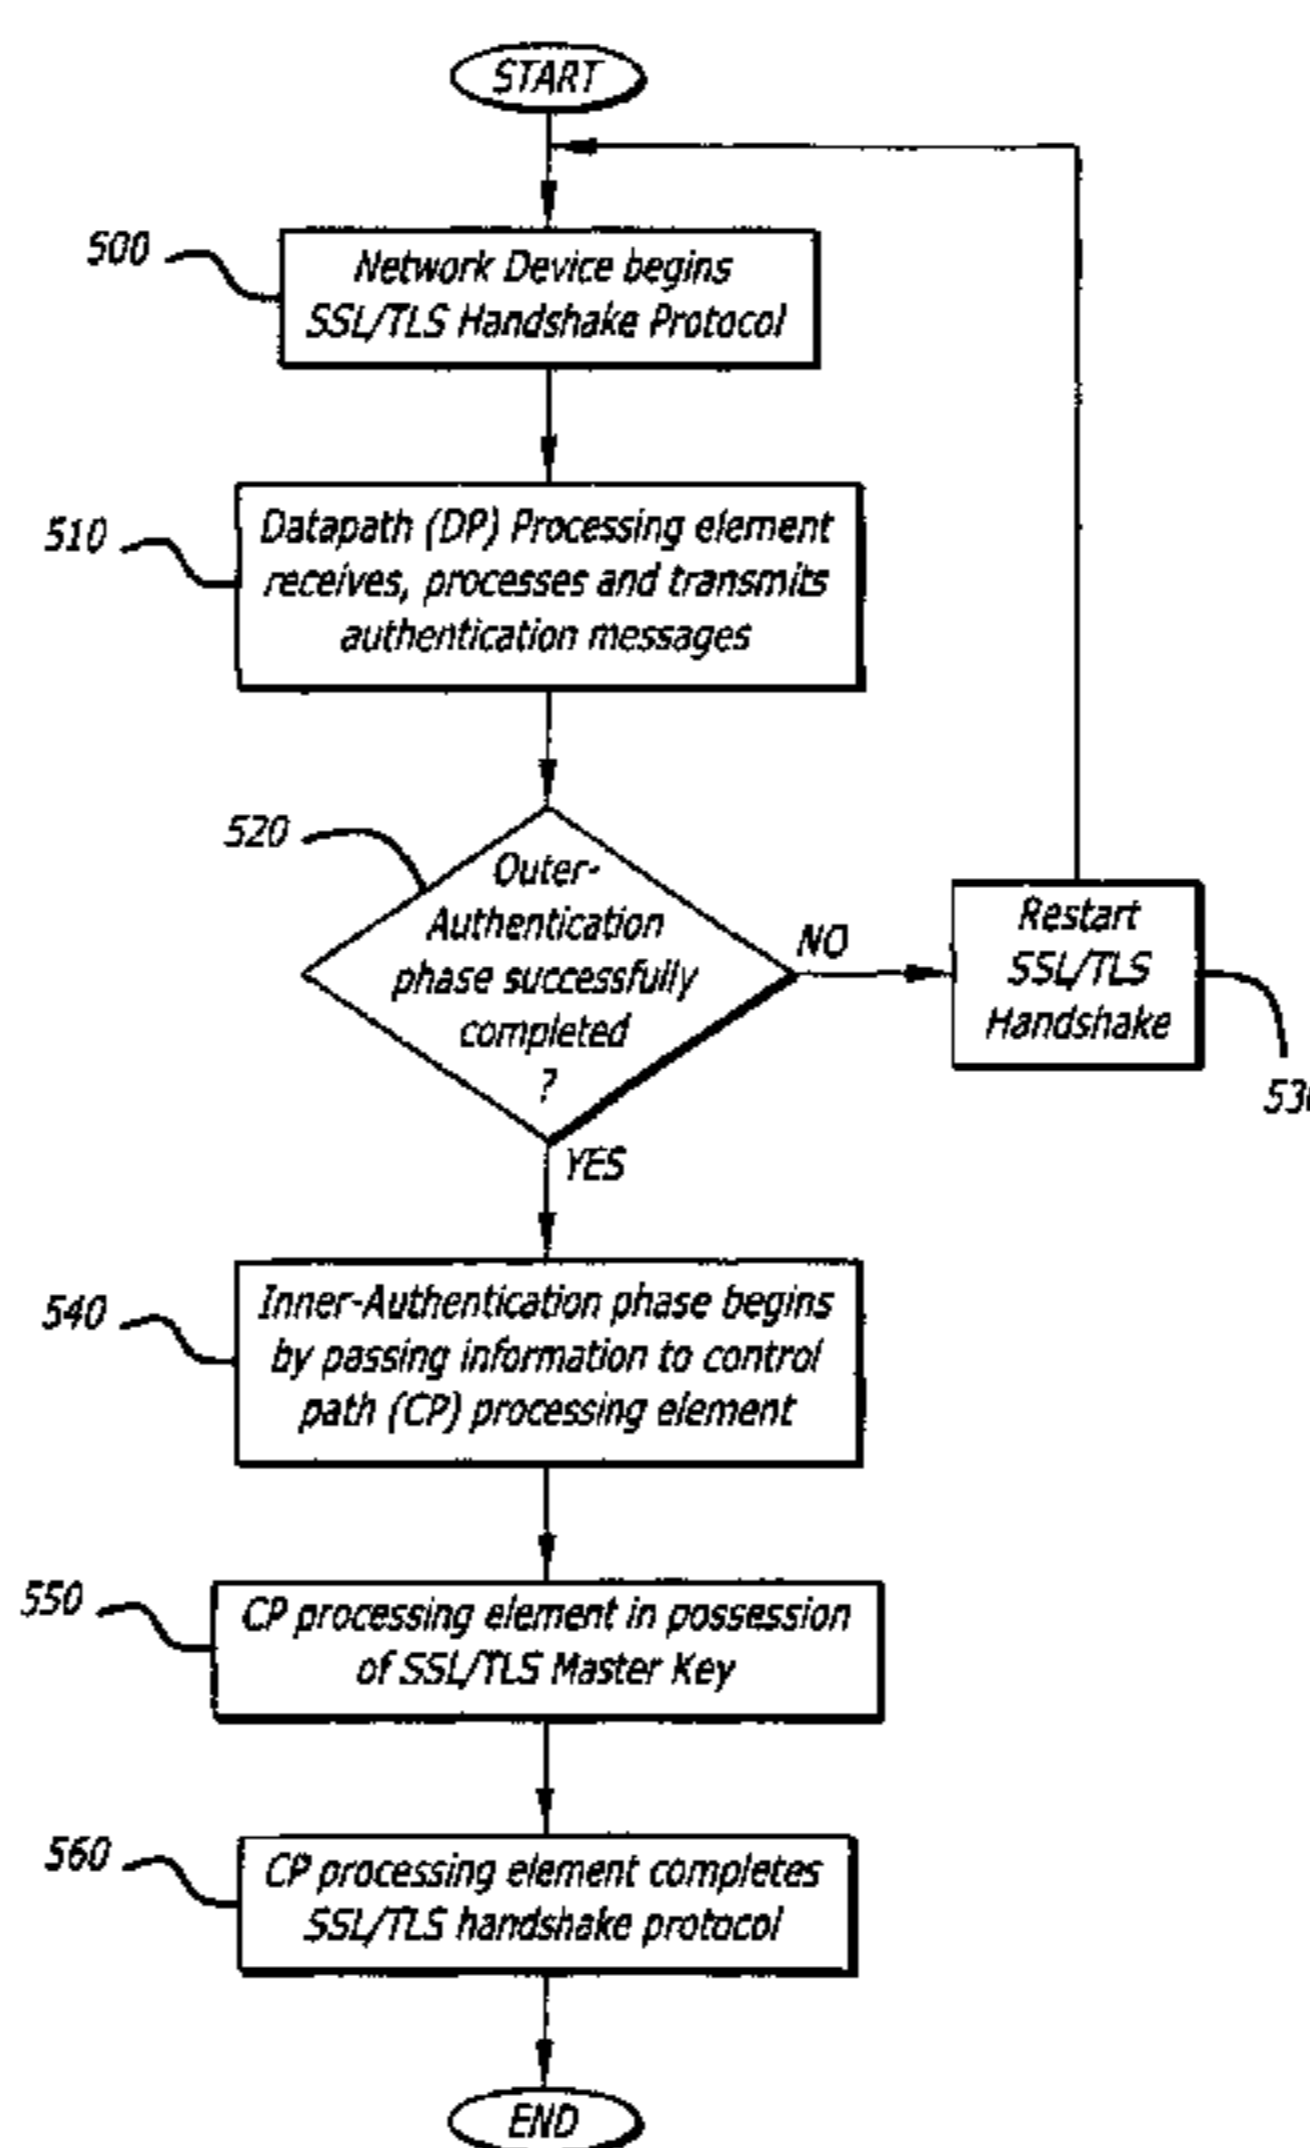 START
500
Network Device begins
SSL/TLS Handshake Protocol
510
Datapath (DP) Processing element
receives, processes and transmits
authentication messages
520
Outer-
Authentication
phase successfully
completed
?
NO
Restart
SSL/TLS
Handshake
530
YES
540
Inner-Authentication phase begins
by passing information to control
path (CP) processing element
550
CP processing element in possession
of SSL/TLS Master Key
560
CP processing element completes
SSL/TLS handshake protocol
END